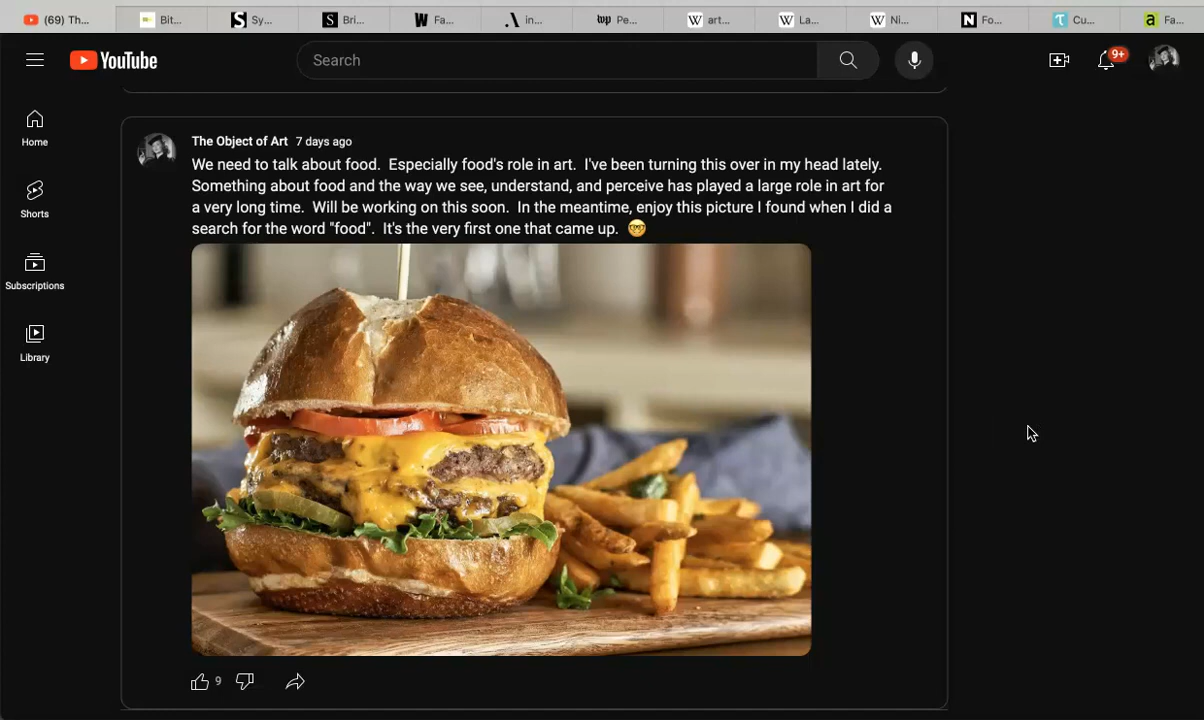 (69) Th...
Bit...
Sy...
Bri...
Fa...
in...
Pe...
art...
La...
Ni...
Fo...
Cu...
Fa...
YouTube
Search
9+
Home
Shorts
Subscriptions
Library
The Object of Art 7 days ago
We need to talk about food. Especially food's role in art. I've been turning this over in my head lately.
Something about food and the way we see, understand, and perceive has played a large role in art for
a very long time. Will be working on this soon. In the meantime, enjoy this picture I found when I did a
search for the word "food". It's the very first one that came up. 🤓
9